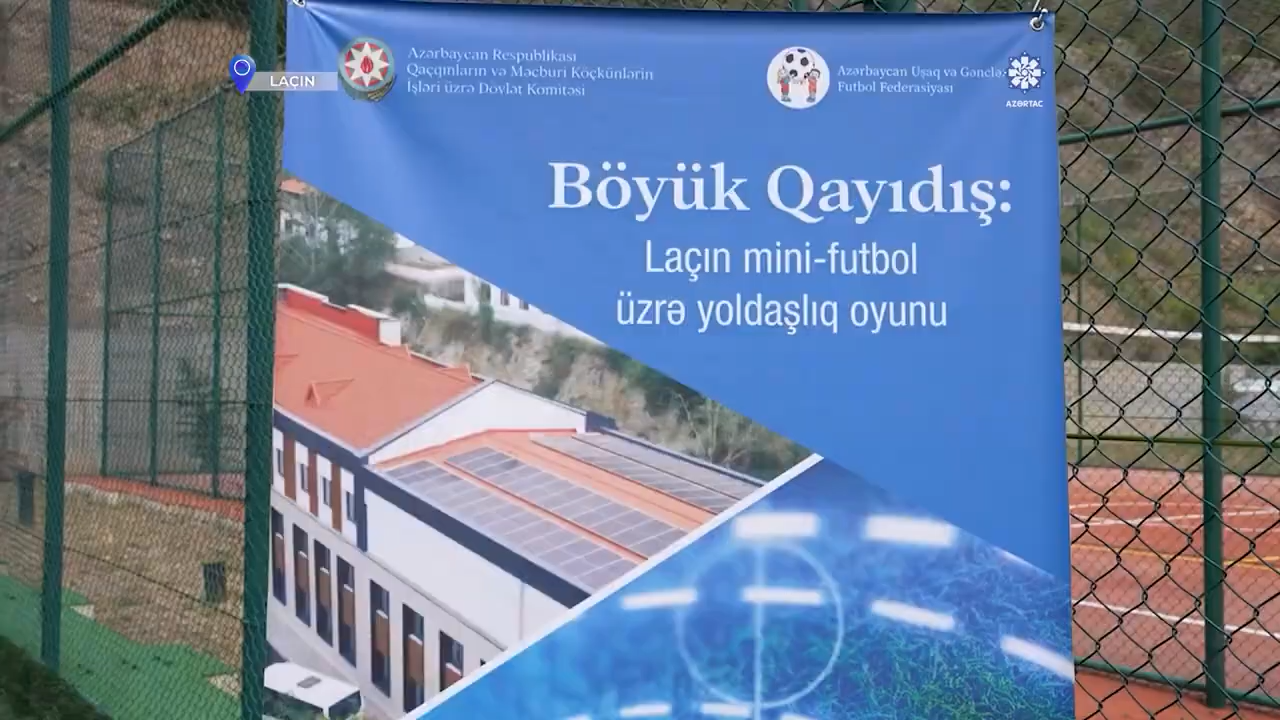 LAÇIN
Azərbaycan Respublikası
Qaçqınların və Məcburi Köçkünlərin
İşləri üzrə Dövlət Komitəsi
Azərbaycan Uşaq və Gənclə
Futbol Federasiyası
AZƏRTAC
Böyük Qayıdış:
Laçın mini-futbol
üzrə yoldaşlıq oyunu